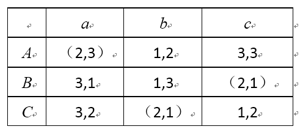 a b c
A （2,3） 1,2 3,3
B 3,1 1,3 （2,1）
C 3,2 （2,1） 1,2